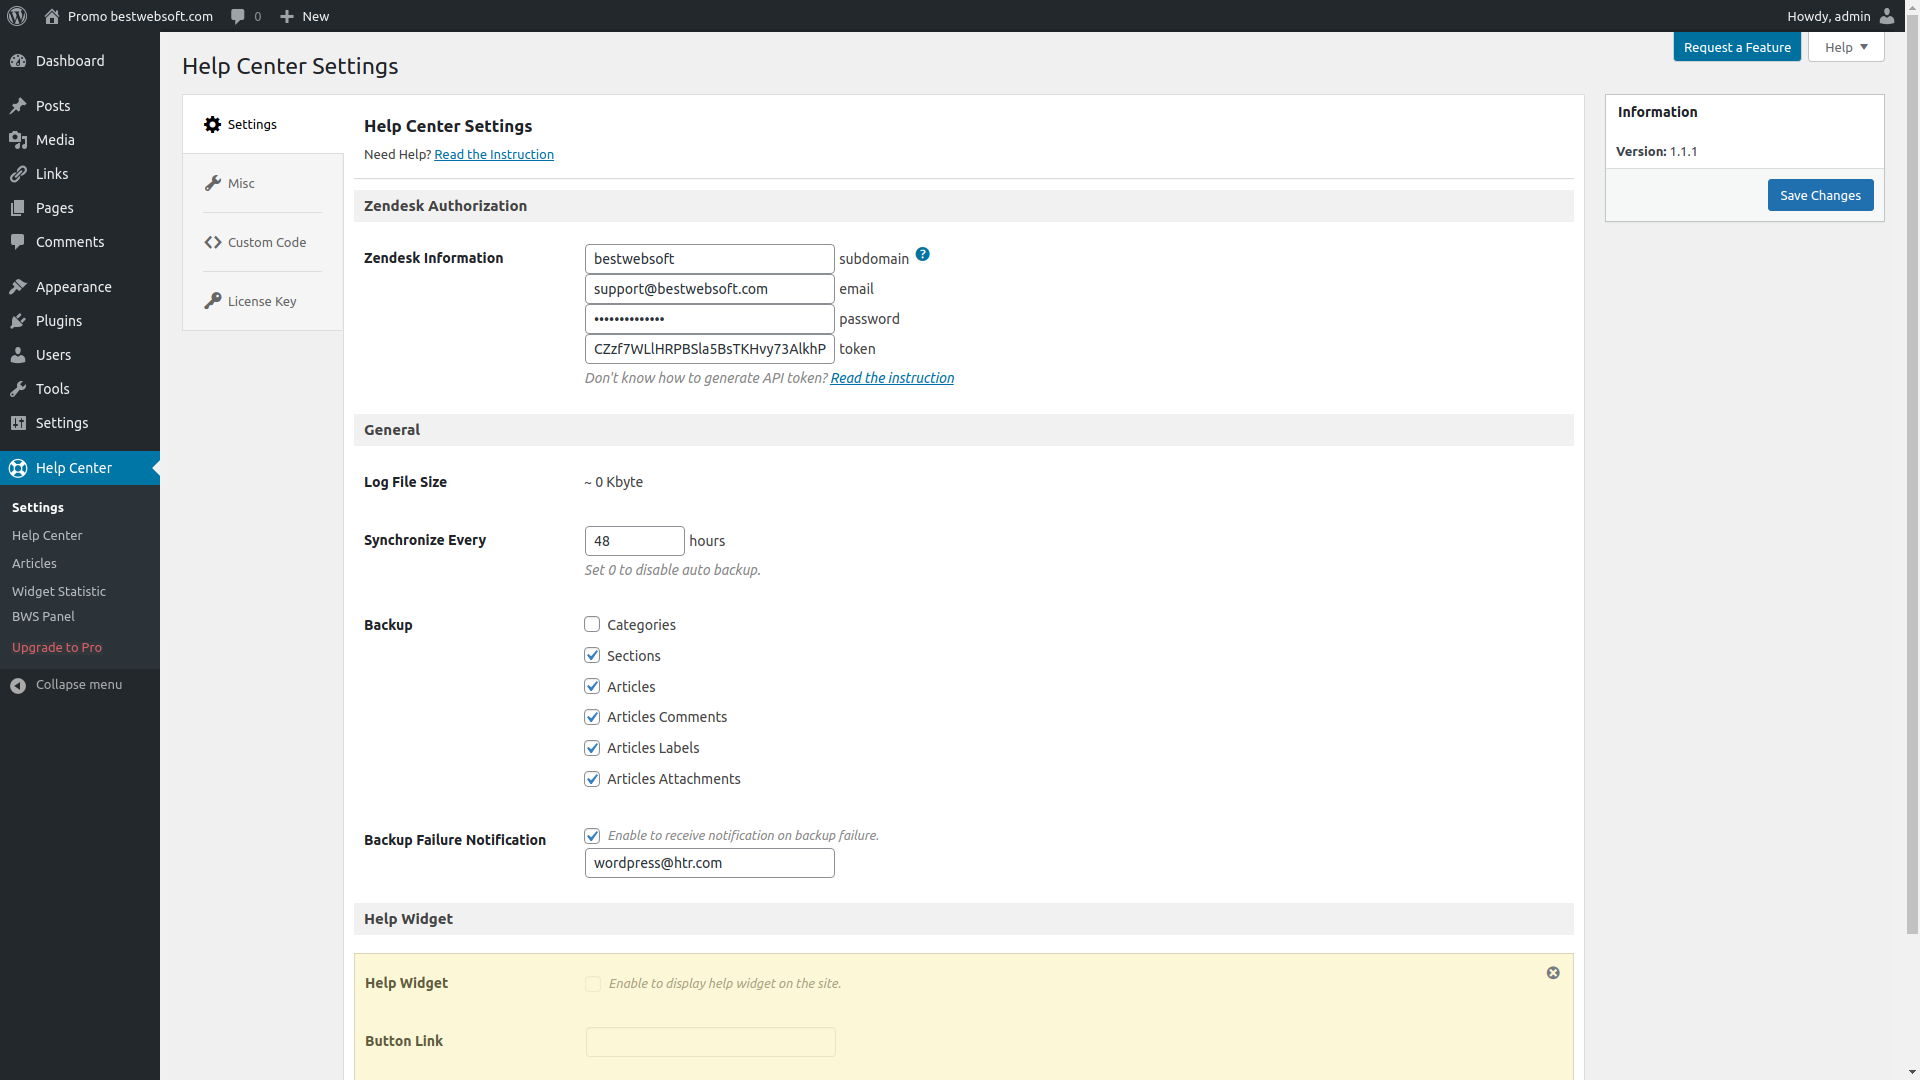 Promo bestwebsoft.com 0 New Howdy, admin
Dashboard
Posts
Media
Links
Pages
Comments
Appearance
Plugins
Users
Tools
Settings
Help Center
Settings
Help Center
Articles
Widget Statistic
BWS Panel
Upgrade to Pro
Collapse menu
Help Center Settings
Request a Feature
Help
Settings
Misc
Custom Code
License Key
Help Center Settings
Need Help? Read the Instruction
Zendesk Authorization
Zendesk Information
bestwebsoft subdomain ?
support@bestwebsoft.com email
•••••••••••••• password
CZzf7WLlHRPBSla5BsTKHvy73AlkhP token
Don't know how to generate API token? Read the instruction
General
Log File Size ~ 0 Kbyte
Synchronize Every 48 hours
Set 0 to disable auto backup.
Backup
Categories
Sections
Articles
Articles Comments
Articles Labels
Articles Attachments
Backup Failure Notification Enable to receive notification on backup failure.
wordpress@htr.com
Help Widget
Help Widget Enable to display help widget on the site.
Button Link
Information
Version: 1.1.1
Save Changes